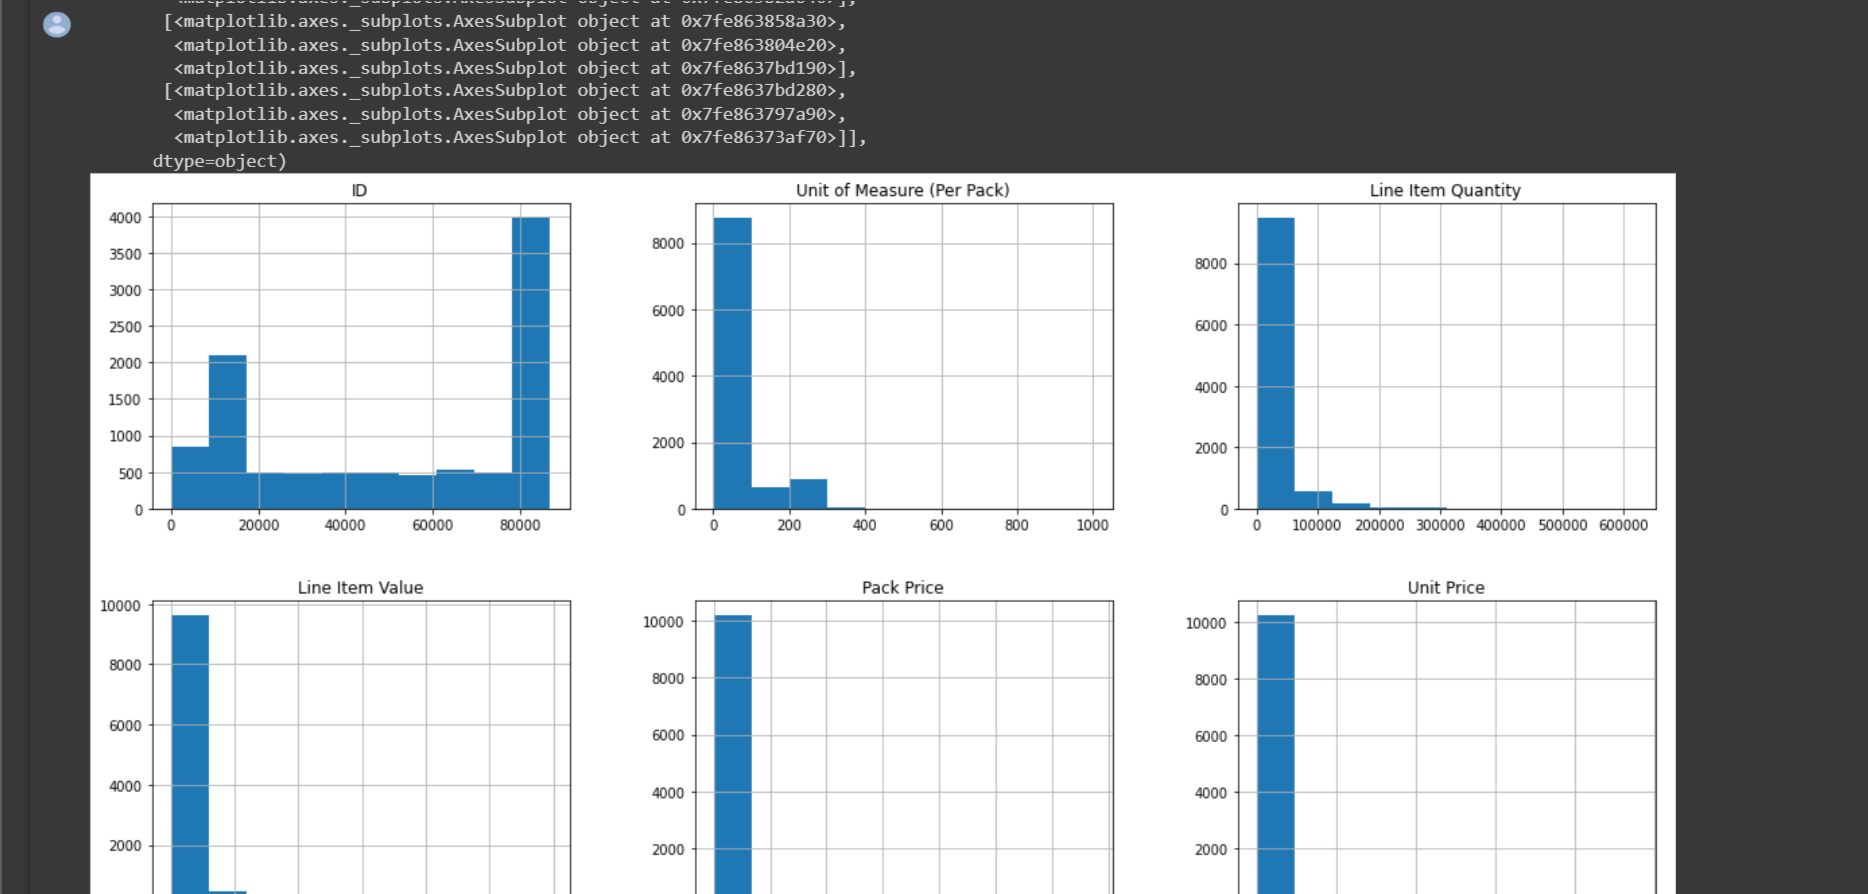 [<matplotlib.axes._subplots.AxesSubplot object at 0x7fe863858a30>,
<matplotlib.axes._subplots.AxesSubplot object at 0x7fe863804e20>,
<matplotlib.axes._subplots.AxesSubplot object at 0x7fe8637bd190>],
[<matplotlib.axes._subplots.AxesSubplot object at 0x7fe8637bd280>,
<matplotlib.axes._subplots.AxesSubplot object at 0x7fe863797a90>,
<matplotlib.axes._subplots.AxesSubplot object at 0x7fe86373af70>]],
dtype=object)
ID
4000
3500
3000
2500
2000
1500
1000
500
0
0 20000 40000 60000 80000
Unit of Measure (Per Pack)
8000
6000
4000
2000
0
0 200 400 600 800 1000
Line Item Quantity
8000
6000
4000
2000
0
0 100000 200000 300000 400000 500000 600000
Line Item Value
10000
8000
6000
4000
2000
Pack Price
10000
8000
6000
4000
2000
Unit Price
10000
8000
6000
4000
2000